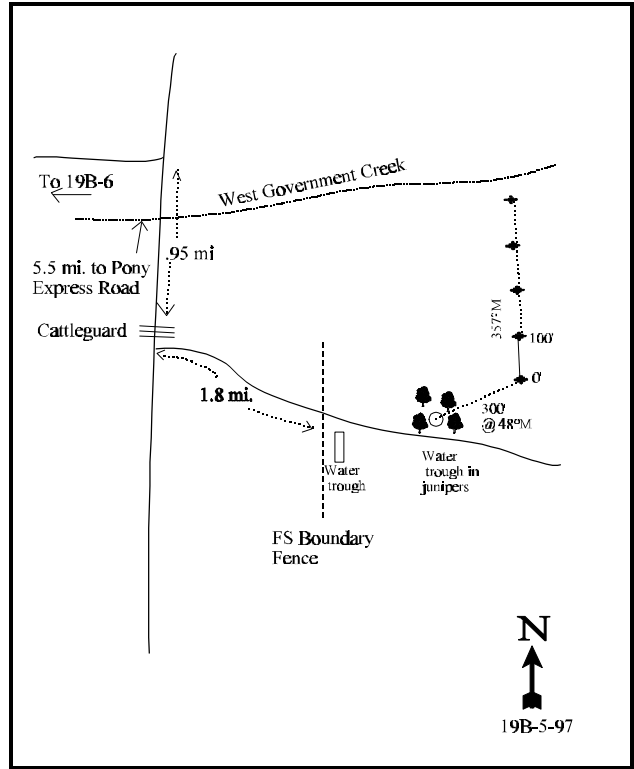 West Government Creek
To 19B-6
.95 mi
5.5 mi. to Pony
Express Road
Cattleguard
357°M
100'
0'
1.8 mi.
300'
@ 48°M
Water
trough
Water
trough in
junipers
FS Boundary
Fence
N
19B-5-97